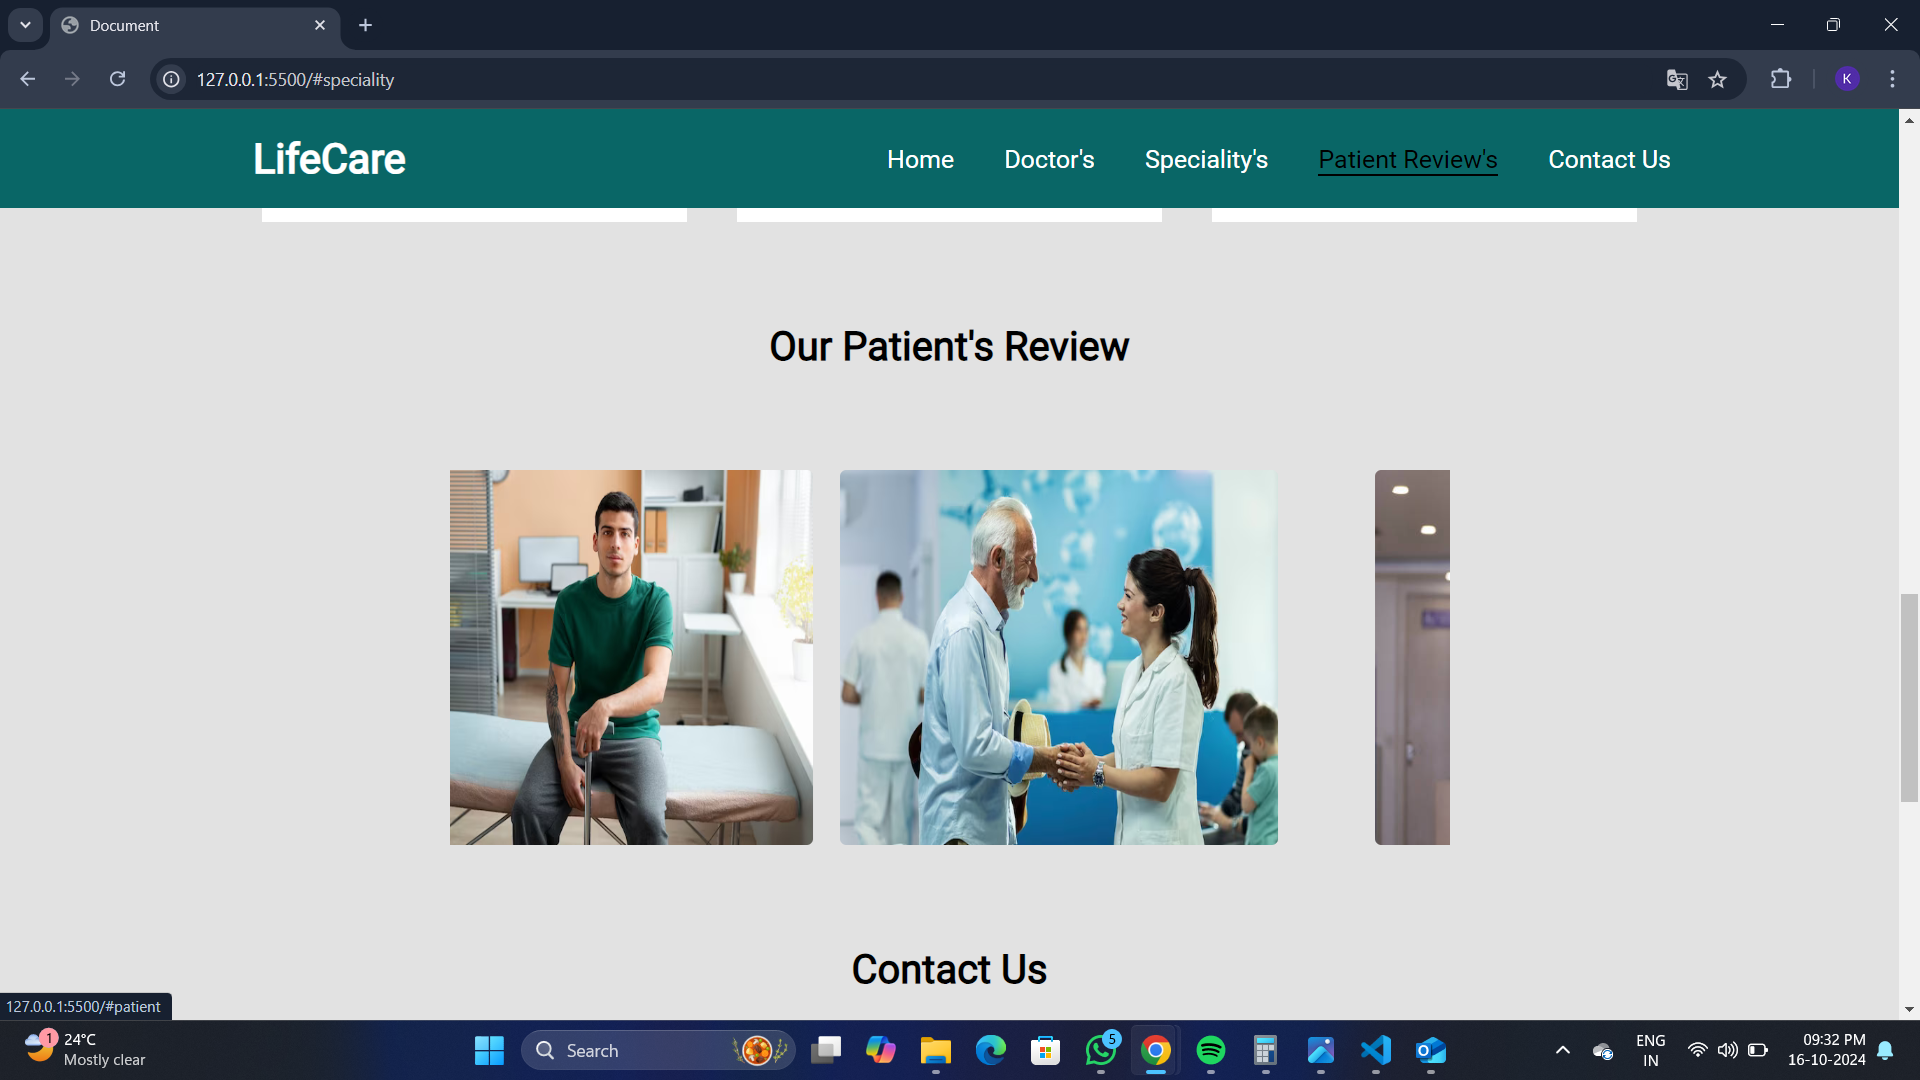 Document
127.0.0.1:5500/#speciality
K
LifeCare
Home
Doctor's
Speciality's
Patient Review's
Contact Us
Our Patient's Review
Contact Us
127.0.0.1:5500/#patient
1
24°C
Mostly clear
Search
5
ENG
IN
09:32 PM
16-10-2024